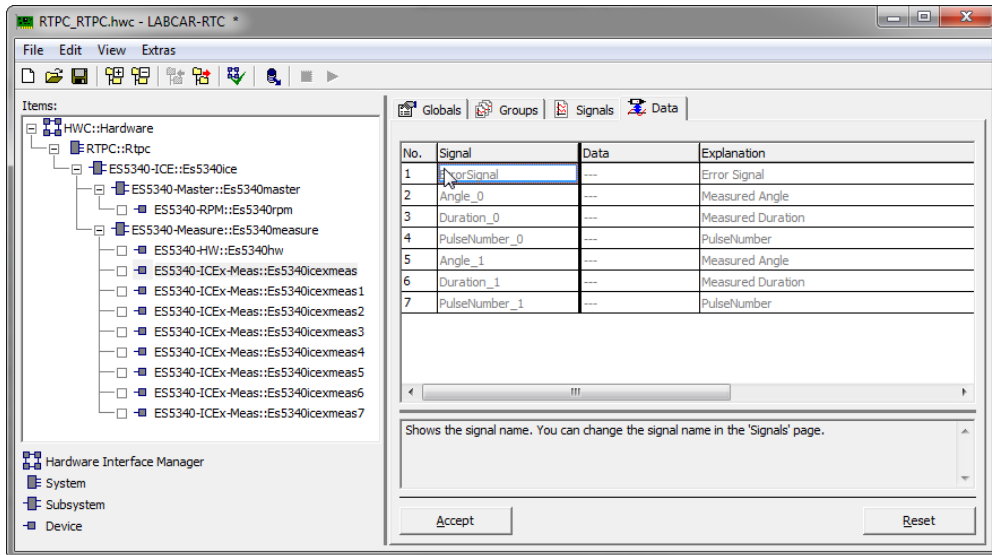 RTPC_RTPC.hwc - LABCAR-RTC *
File Edit View Extras
Items:
HWC::Hardware
RTPC::Rtpc
ES5340-ICE::Es5340ice
ES5340-Master::Es5340master
ES5340-RPM::Es5340rpm
ES5340-Measure::Es5340measure
ES5340-HW::Es5340hw
ES5340-ICEx-Meas::Es5340icexmeas
ES5340-ICEx-Meas::Es5340icexmeas1
ES5340-ICEx-Meas::Es5340icexmeas2
ES5340-ICEx-Meas::Es5340icexmeas3
ES5340-ICEx-Meas::Es5340icexmeas4
ES5340-ICEx-Meas::Es5340icexmeas5
ES5340-ICEx-Meas::Es5340icexmeas6
ES5340-ICEx-Meas::Es5340icexmeas7
Hardware Interface Manager
System
Subsystem
Device
Globals Groups Signals Data
No. Signal Data Explanation
1 ErrorSignal --- Error Signal
2 Angle_0 --- Measured Angle
3 Duration_0 --- Measured Duration
4 PulseNumber_0 --- PulseNumber
5 Angle_1 --- Measured Angle
6 Duration_1 --- Measured Duration
7 PulseNumber_1 --- PulseNumber
Shows the signal name. You can change the signal name in the 'Signals' page.
Accept Reset